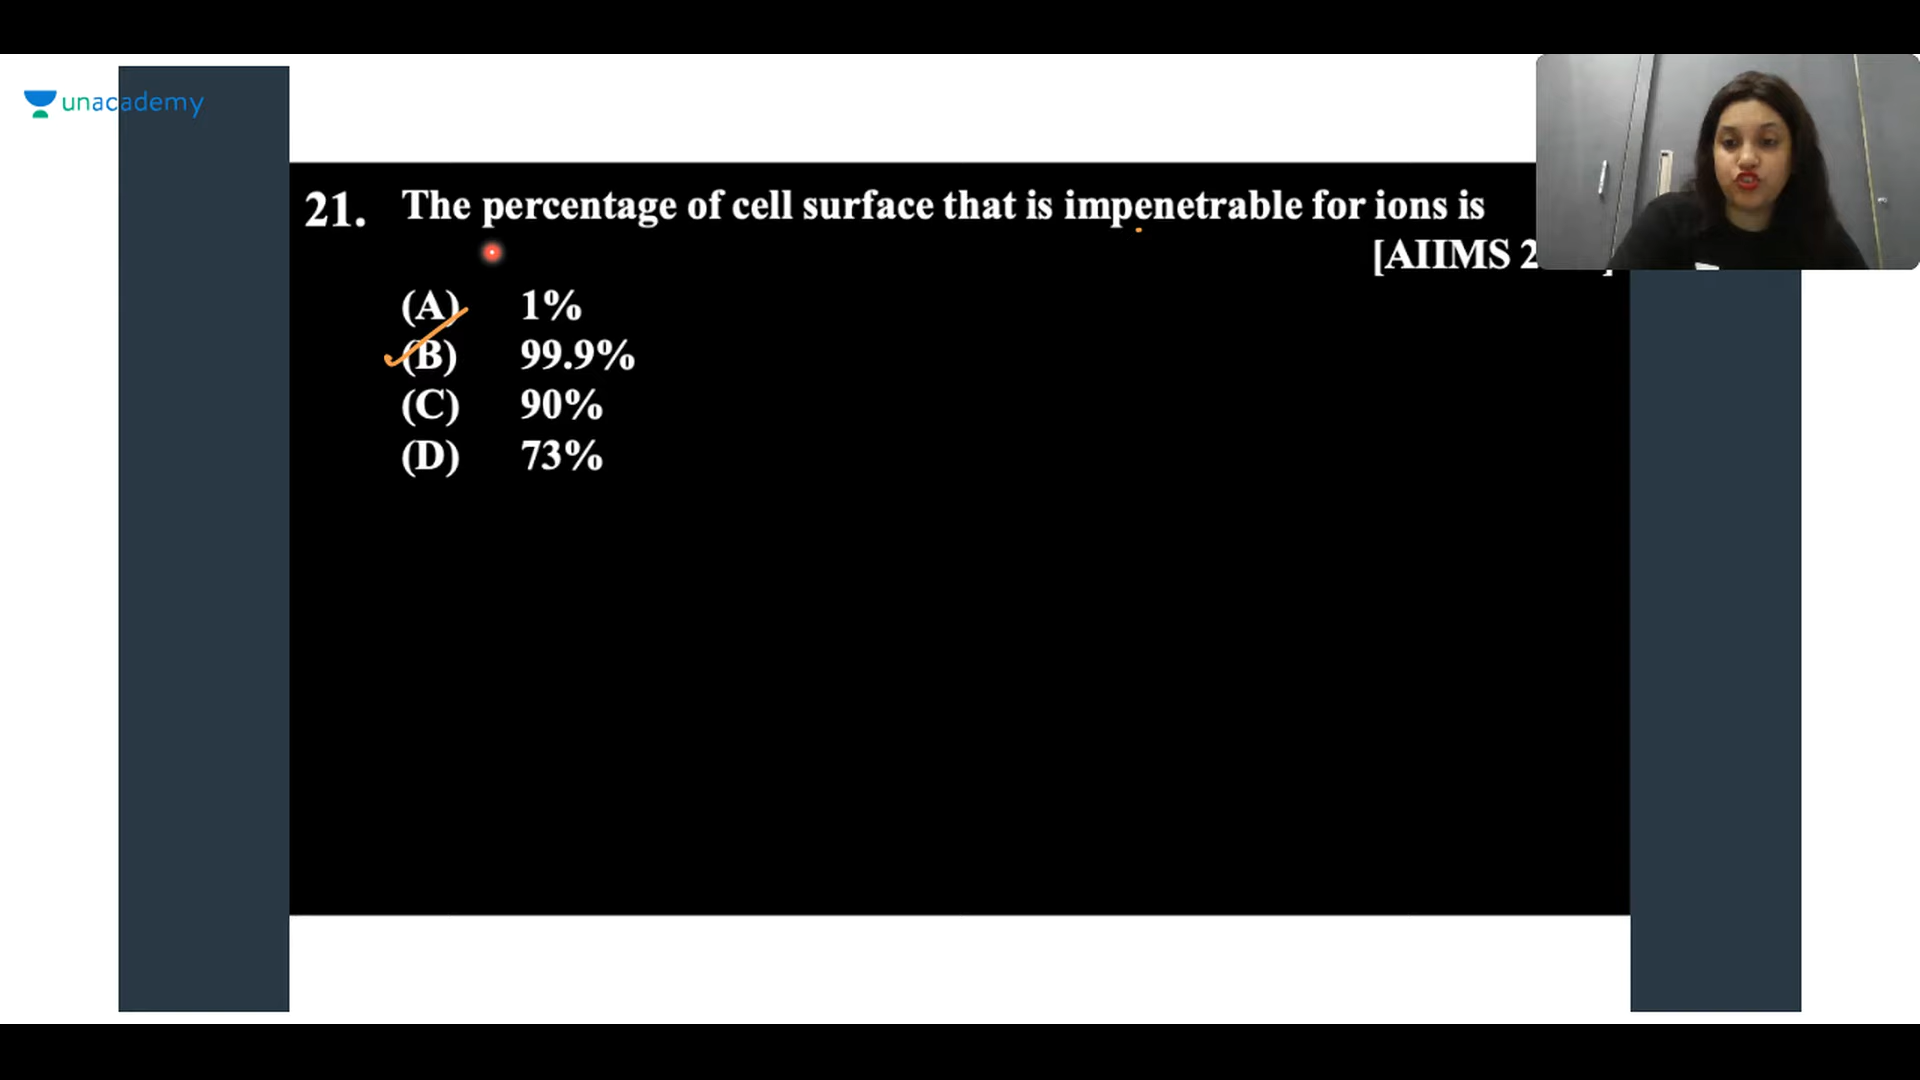 unacademy
21. The percentage of cell surface that is impenetrable for ions is
[AIIMS
(A) 1%
(B) 99.9%
(C) 90%
(D) 73%